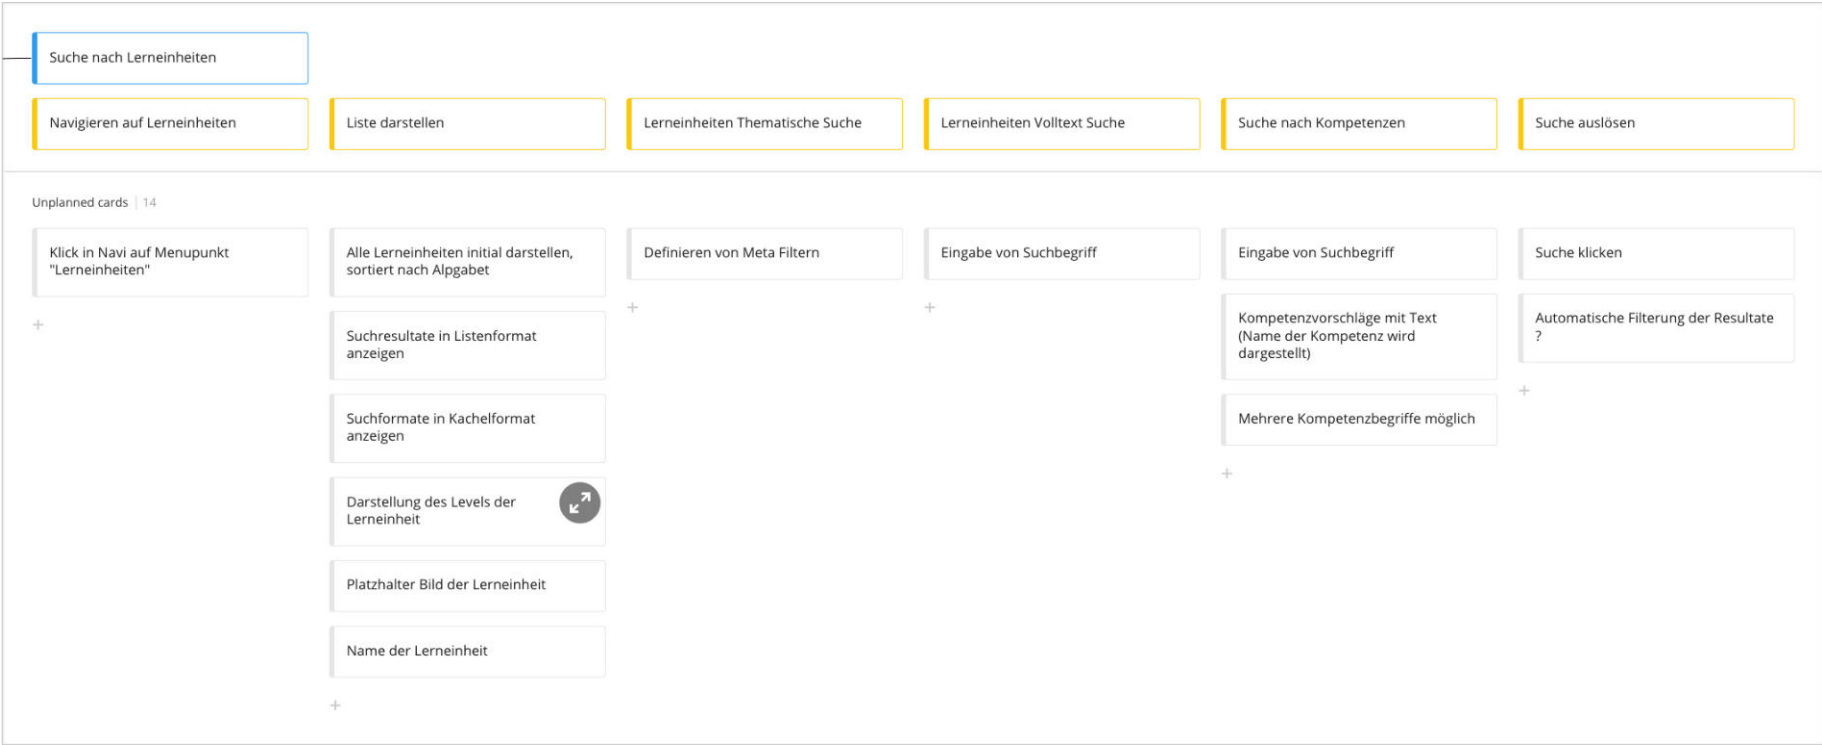 Suche nach Lerneinheiten
Navigieren auf Lerneinheiten
Liste darstellen
Lerneinheiten Thematische Suche
Lerneinheiten Volltext Suche
Suche nach Kompetenzen
Suche auslösen
Unplanned cards | 14
Klick in Navi auf Menupunkt
"Lerneinheiten"
+
Alle Lerneinheiten initial darstellen,
sortiert nach Alpgabet
Suchresultate in Listenformat
anzeigen
Suchformate in Kachelformat
anzeigen
Darstellung des Levels der
Lerneinheit
Platzhalter Bild der Lerneinheit
Name der Lerneinheit
+
Definieren von Meta Filtern
+
Eingabe von Suchbegriff
+
Eingabe von Suchbegriff
Kompetenzvorschläge mit Text
(Name der Kompetenz wird
dargestellt)
Mehrere Kompetenzbegriffe möglich
+
Suche klicken
Automatische Filterung der Resultate
?
+